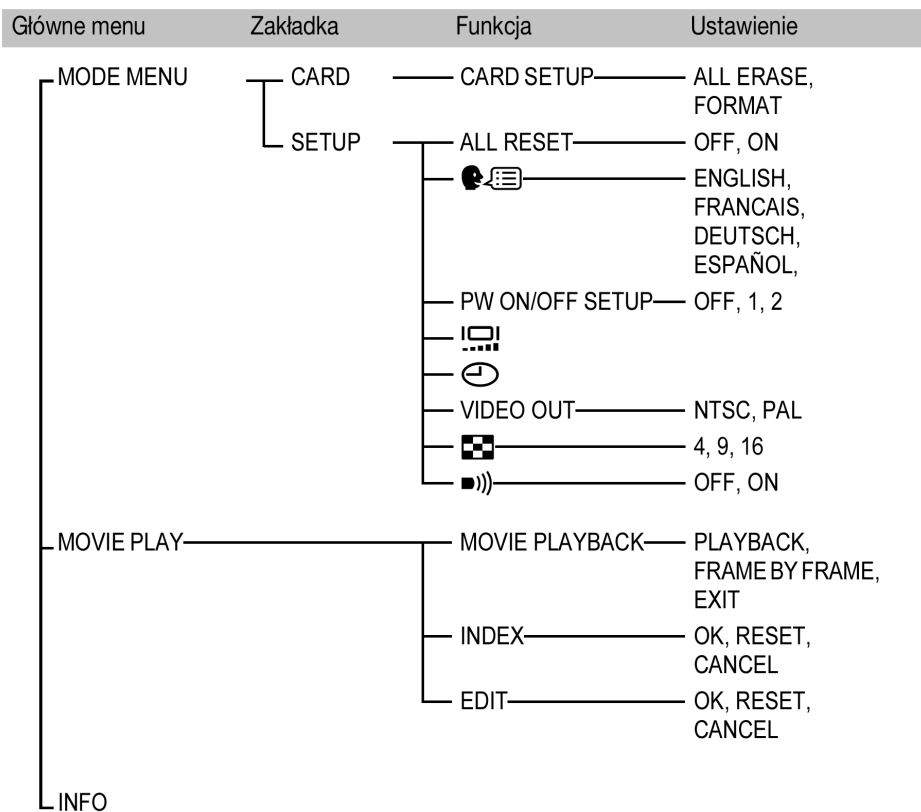 Główne menu Zakładka Funkcja Ustawienie
MODE MENU CARD CARD SETUP ALL ERASE,
FORMAT
SETUP ALL RESET OFF, ON
ENGLISH,
FRANCAIS,
DEUTSCH,
ESPAÑOL,
PW ON/OFF SETUP OFF, 1, 2
VIDEO OUT NTSC, PAL
4, 9, 16
OFF, ON
MOVIE PLAY MOVIE PLAYBACK PLAYBACK,
FRAME BY FRAME,
EXIT
INDEX OK, RESET,
CANCEL
EDIT OK, RESET,
CANCEL
INFO